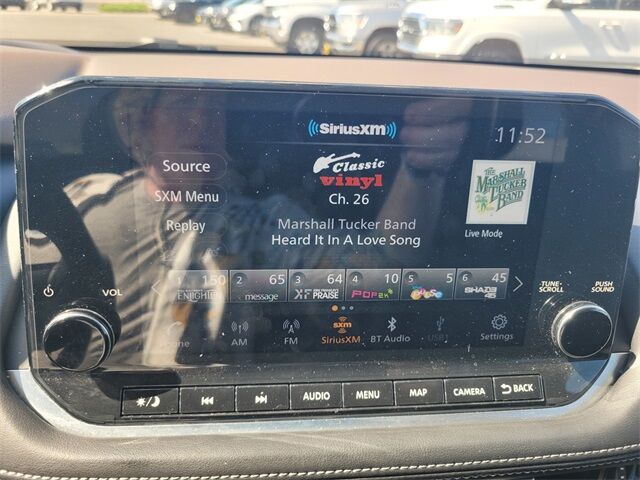 SiriusXM
11:52
Source
Classic
vinyl
THE
MARSHALL
TUCKER
BAND
SXM Menu
Ch. 26
Replay
Marshall Tucker Band
Heard It In A Love Song
Live Mode
1 150 2 65 3 64 4 10 5 5 6 45
ENLIGHTEN message PRAISE POP2K SHADE 45
VOL
TUNE·
SCROLL
PUSH
SOUND
Phone AM FM SiriusXM BT Audio USB1 Settings
AUDIO MENU MAP CAMERA BACK